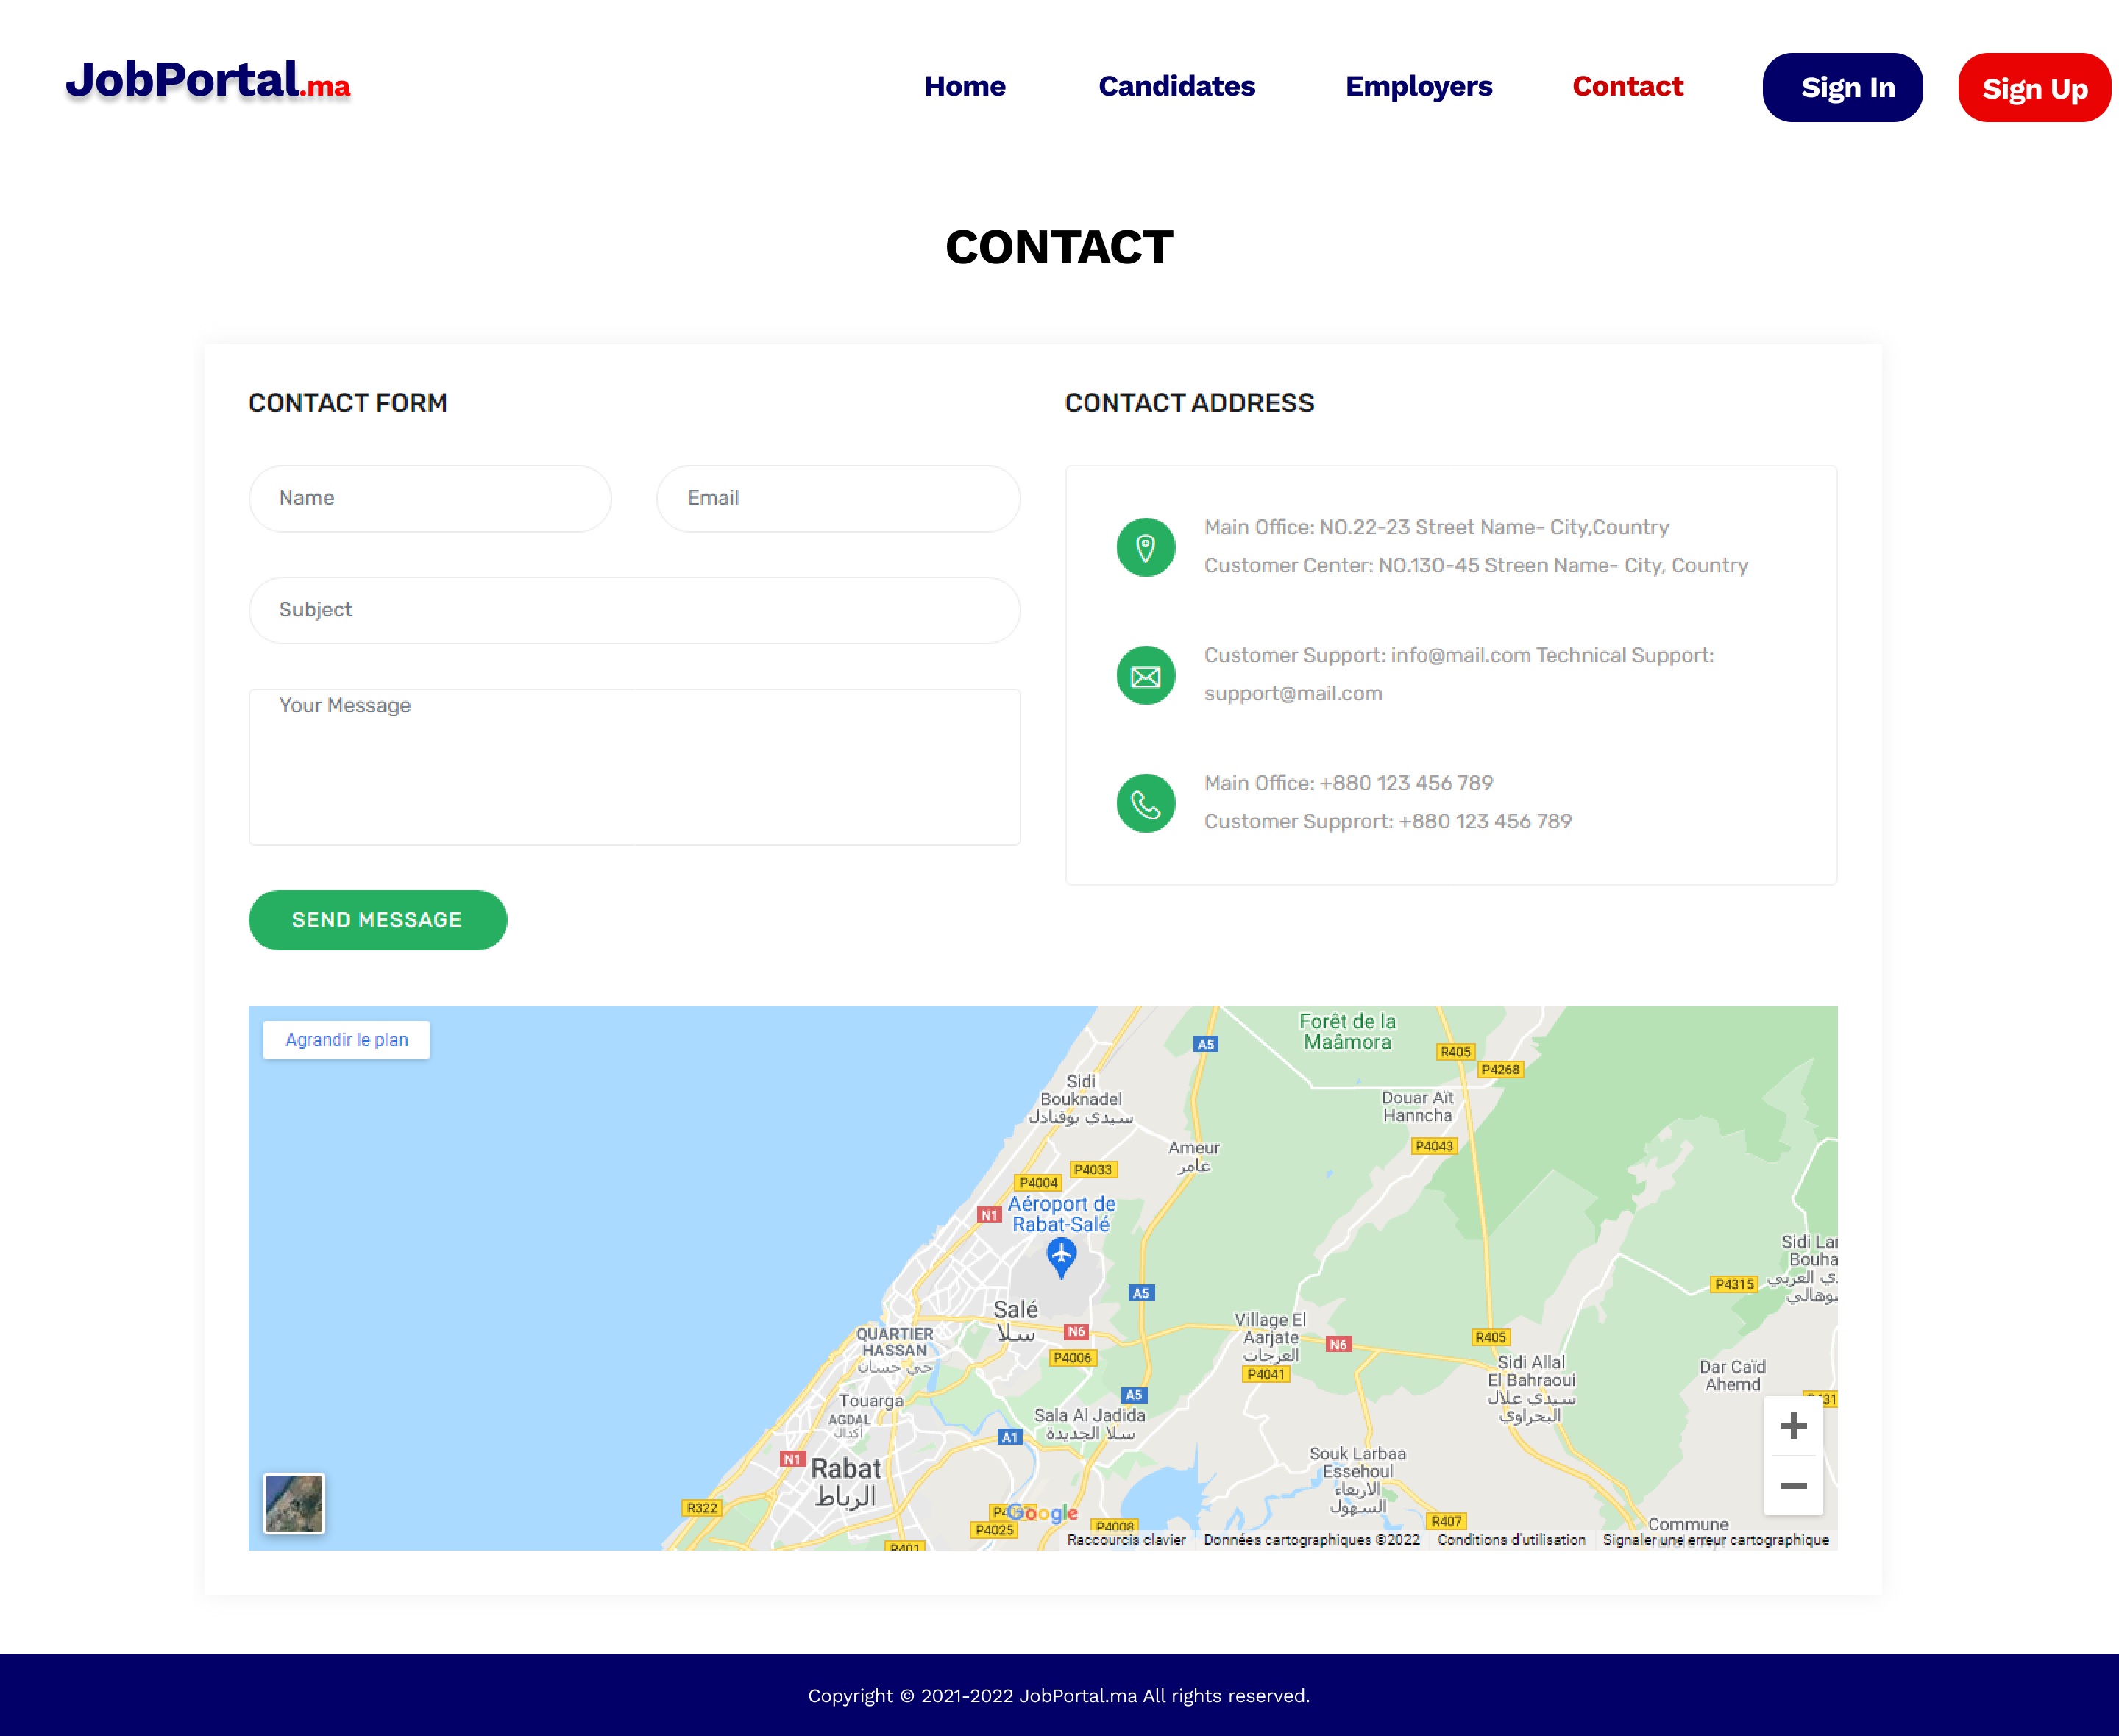 JobPortal.ma
Home Candidates Employers Contact Sign In Sign Up
CONTACT
CONTACT FORM
Name Email
Subject
Your Message
SEND MESSAGE
CONTACT ADDRESS
Main Office: NO.22-23 Street Name- City,Country
Customer Center: NO.130-45 Streen Name- City, Country
Customer Support: info@mail.com Technical Support:
support@mail.com
Main Office: +880 123 456 789
Customer Supprort: +880 123 456 789
Agrandir le plan
Forêt de la
Maâmora
A5
R405
P4268
Sidi
Bouknadel
سيدي بوقنادل
Douar Aït
Hanncha
P4043
Ameur
عامر
P4033
P4004
N1
Aéroport de
Rabat-Salé
A5
P4315
Salé
سلا
N6
P4006
QUARTIER
HASSAN
حي حسان
Village El
Aarjate
العرجات
P4041
N6
R405
Sidi Allal
El Bahraoui
سيدي علال
البحراوي
Dar Caïd
Ahemd
Touarga
AGDAL
أكدال
A5
Sala Al Jadida
سلا الجديدة
A1
N1
Rabat
الرباط
Souk Larbaa
Essehoul
الاربعاء
السهول
R322
Google
P4025
P4008
R407
R401
Commune
Raccourcis clavier Données cartographiques ©2022 Conditions d'utilisation Signaler une erreur cartographique
Copyright © 2021-2022 JobPortal.ma All rights reserved.